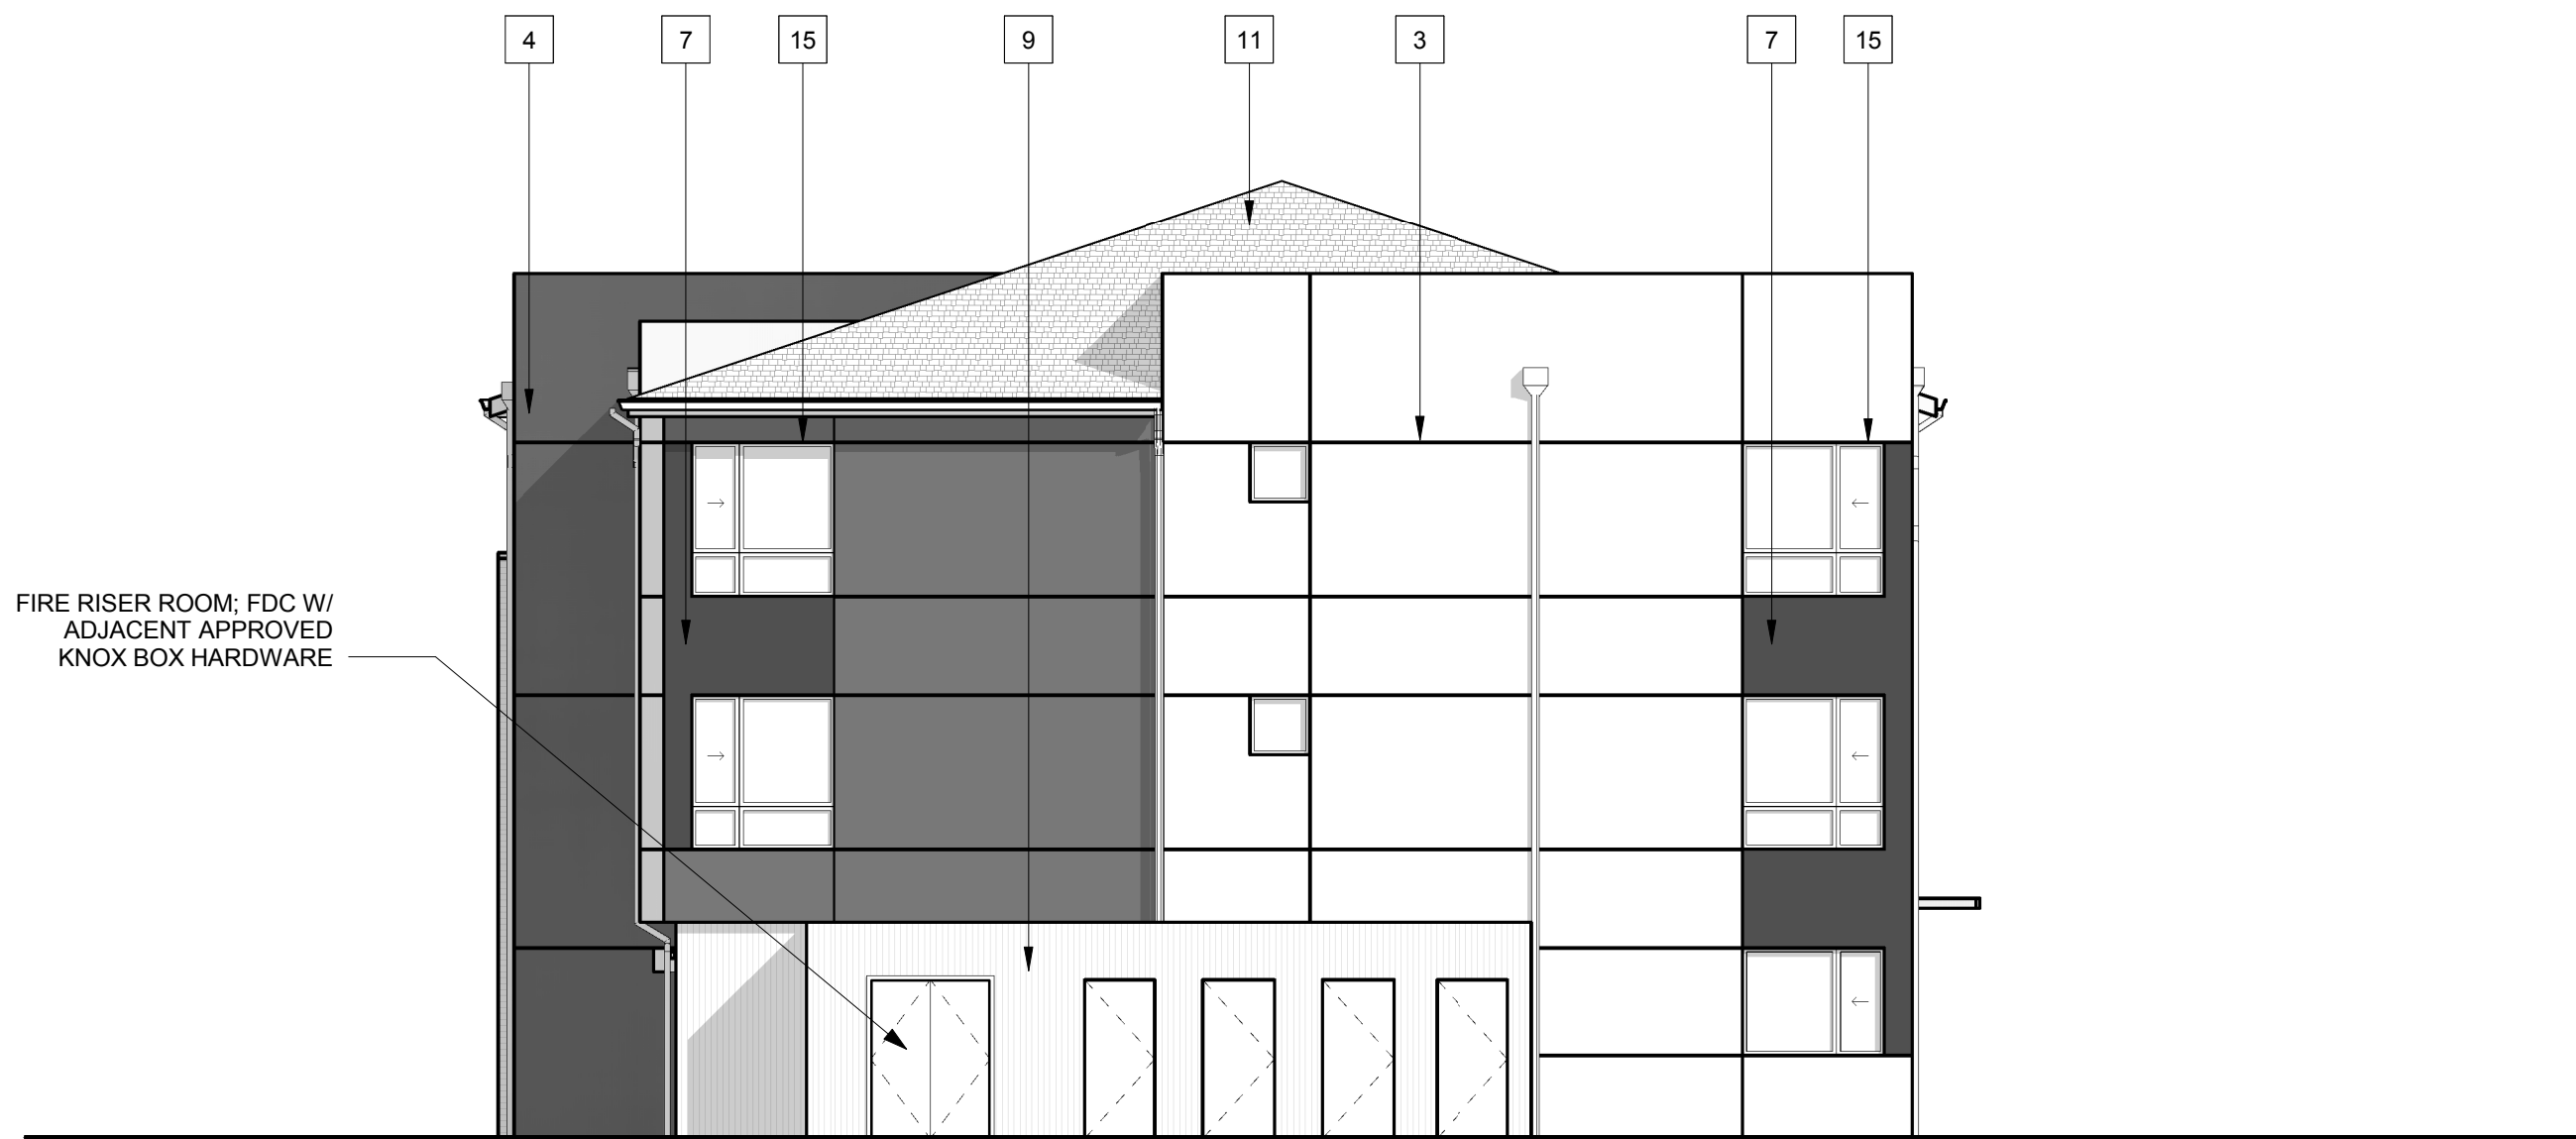 4
7
15
9
11
3
7
15
FIRE RISER ROOM; FDC W/
ADJACENT APPROVED
KNOX BOX HARDWARE